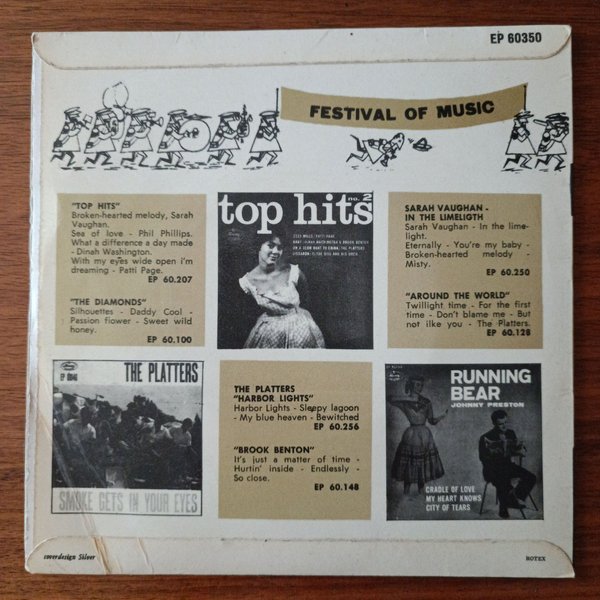 EP 60350
FESTIVAL OF MUSIC
"TOP HITS"
Broken-hearted melody, Sarah
Vaughan.
Sea of love - Phil Phillips.
What a difference a day made
- Dinah Washington.
With my eyes wide open i'm
dreaming - Patti Page.
EP 60.207
"THE DIAMONDS"
Silhouettes - Daddy Cool -
Passion flower - Sweet wild
honey.
EP 60.100
top hits no. 2
SARAH VAUGHAN -
IN THE LIMELIGTH
Sarah Vaughan - In the lime-
light.
Eternally - You're my baby -
Broken-hearted melody -
Misty.
EP 60.250
"AROUND THE WORLD"
Twillight time - For the first
time - Don't blame me - But
not ilke you - The Platters.
EP 60.128
THE PLATTERS
SMOKE GETS IN YOUR EYES
THE PLATTERS
"HARBOR LIGHTS"
Harbor Lights - Sleepy lagoon
- My blue heaven - Bewitched
EP 60.256
"BROOK BENTON"
It's just a matter of time -
Hurtin' inside - Endlessly -
So close.
EP 60.148
RUNNING
BEAR
JOHNNY PRESTON
CRADLE OF LOVE
MY HEART KNOWS
CITY OF TEARS
coverdesign Silver
ROTEX